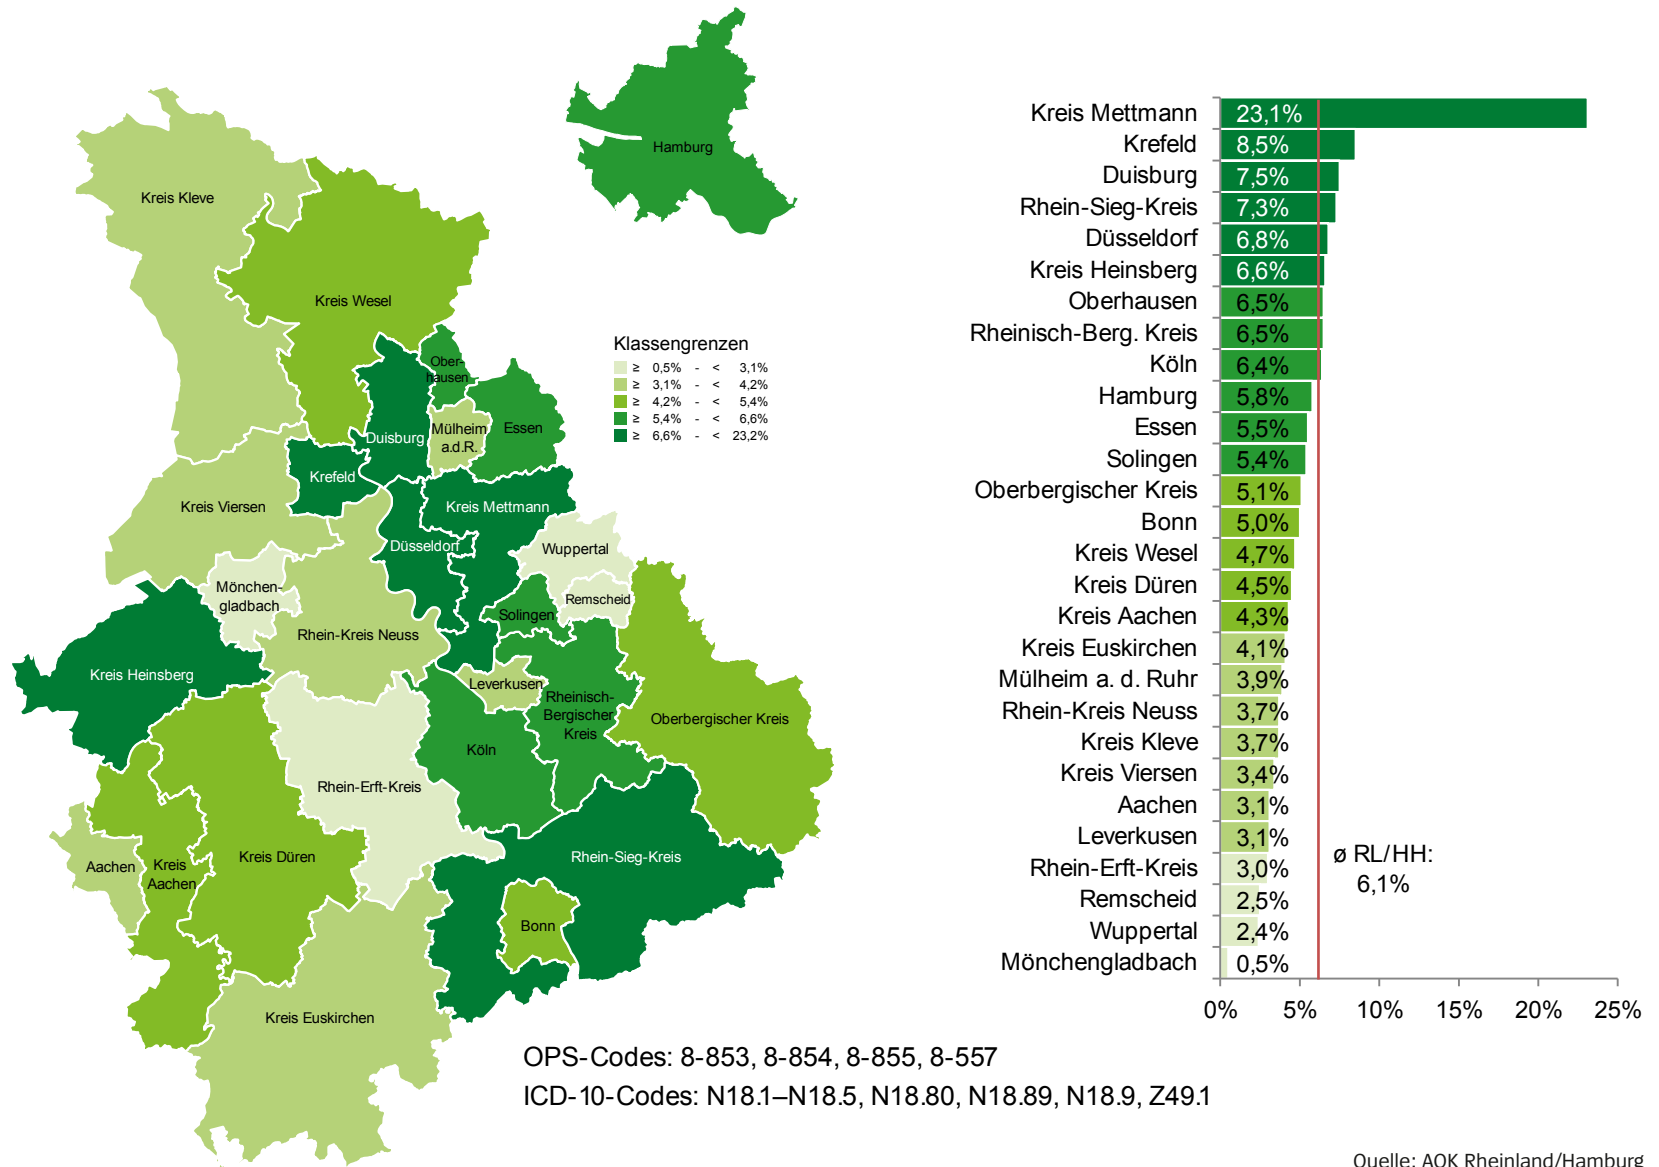 Hamburg
Kreis Kleve
Kreis Wesel
Ober-
hausen
Mülheim
a.d.R.
Essen
Duisburg
Krefeld
Kreis Viersen
Kreis Mettmann
Düsseldorf
Wuppertal
Mönchen-
gladbach
Remscheid
Solingen
Rhein-Kreis Neuss
Kreis Heinsberg
Leverkusen
Rheinisch-
Bergischer
Kreis
Oberbergischer Kreis
Köln
Rhein-Erft-Kreis
Aachen
Kreis
Aachen
Kreis Düren
Rhein-Sieg-Kreis
Bonn
Kreis Euskirchen
Klassengrenzen
≥ 0,5% - < 3,1%
≥ 3,1% - < 4,2%
≥ 4,2% - < 5,4%
≥ 5,4% - < 6,6%
≥ 6,6% - < 23,2%
Kreis Mettmann 23,1%
Krefeld 8,5%
Duisburg 7,5%
Rhein-Sieg-Kreis 7,3%
Düsseldorf 6,8%
Kreis Heinsberg 6,6%
Oberhausen 6,5%
Rheinisch-Berg. Kreis 6,5%
Köln 6,4%
Hamburg 5,8%
Essen 5,5%
Solingen 5,4%
Oberbergischer Kreis 5,1%
Bonn 5,0%
Kreis Wesel 4,7%
Kreis Düren 4,5%
Kreis Aachen 4,3%
Kreis Euskirchen 4,1%
Mülheim a. d. Ruhr 3,9%
Rhein-Kreis Neuss 3,7%
Kreis Kleve 3,7%
Kreis Viersen 3,4%
Aachen 3,1%
Leverkusen 3,1%
Rhein-Erft-Kreis 3,0%
Remscheid 2,5%
Wuppertal 2,4%
Mönchengladbach 0,5%
ø RL/HH:
6,1%
0% 5% 10% 15% 20% 25%
OPS-Codes: 8-853, 8-854, 8-855, 8-557
ICD-10-Codes: N18.1–N18.5, N18.80, N18.89, N18.9, Z49.1
Quelle: AOK Rheinland/Hamburg